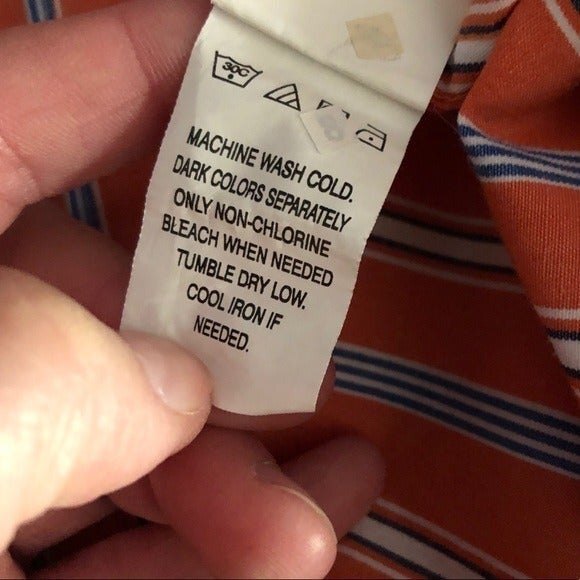 30C
MACHINE WASH COLD.
DARK COLORS SEPARATELY
ONLY NON-CHLORINE
BLEACH WHEN NEEDED
TUMBLE DRY LOW.
COOL IRON IF
NEEDED.